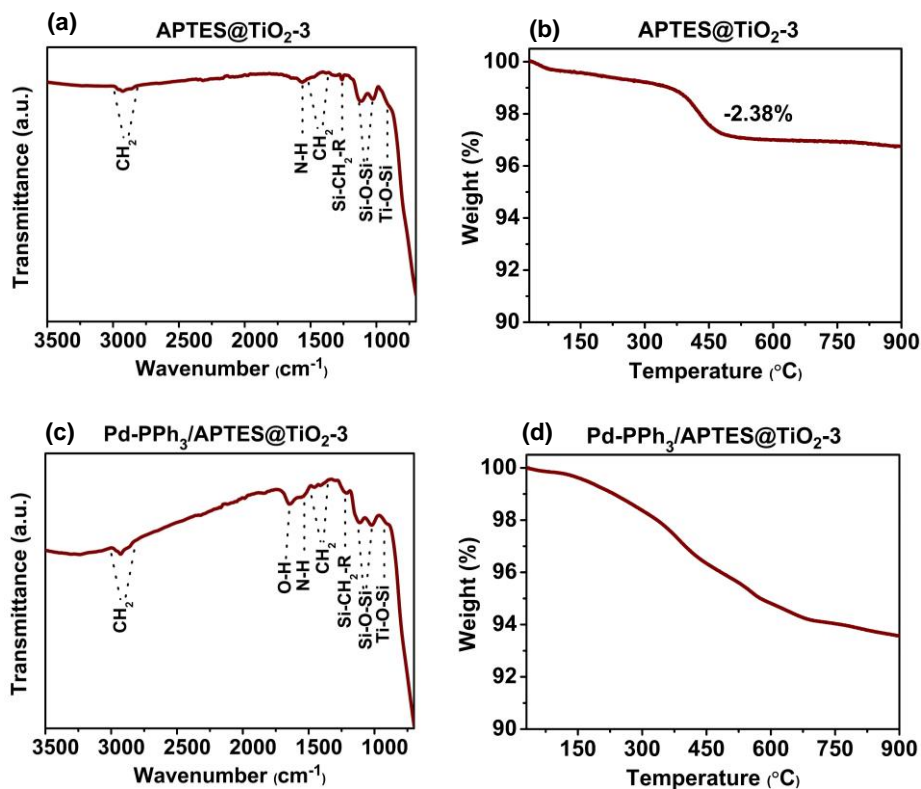 (a)
APTES@TiO₂-3
Transmittance (a.u.)
CH₂
N-H
CH₂
Si-CH₂-R
Si-O-Si
Ti-O-Si
3500 3000 2500 2000 1500 1000
Wavenumber (cm⁻¹)
(b)
APTES@TiO₂-3
Weight (%)
100
98
96
94
92
90
-2.38%
150 300 450 600 750 900
Temperature (°C)
(c)
Pd-PPh₃/APTES@TiO₂-3
Transmittance (a.u.)
CH₂
O-H
N-H
CH₂
Si-CH₂-R
Si-O-Si
Ti-O-Si
3500 3000 2500 2000 1500 1000
Wavenumber (cm⁻¹)
(d)
Pd-PPh₃/APTES@TiO₂-3
Weight (%)
100
98
96
94
92
90
150 300 450 600 750 900
Temperature (°C)